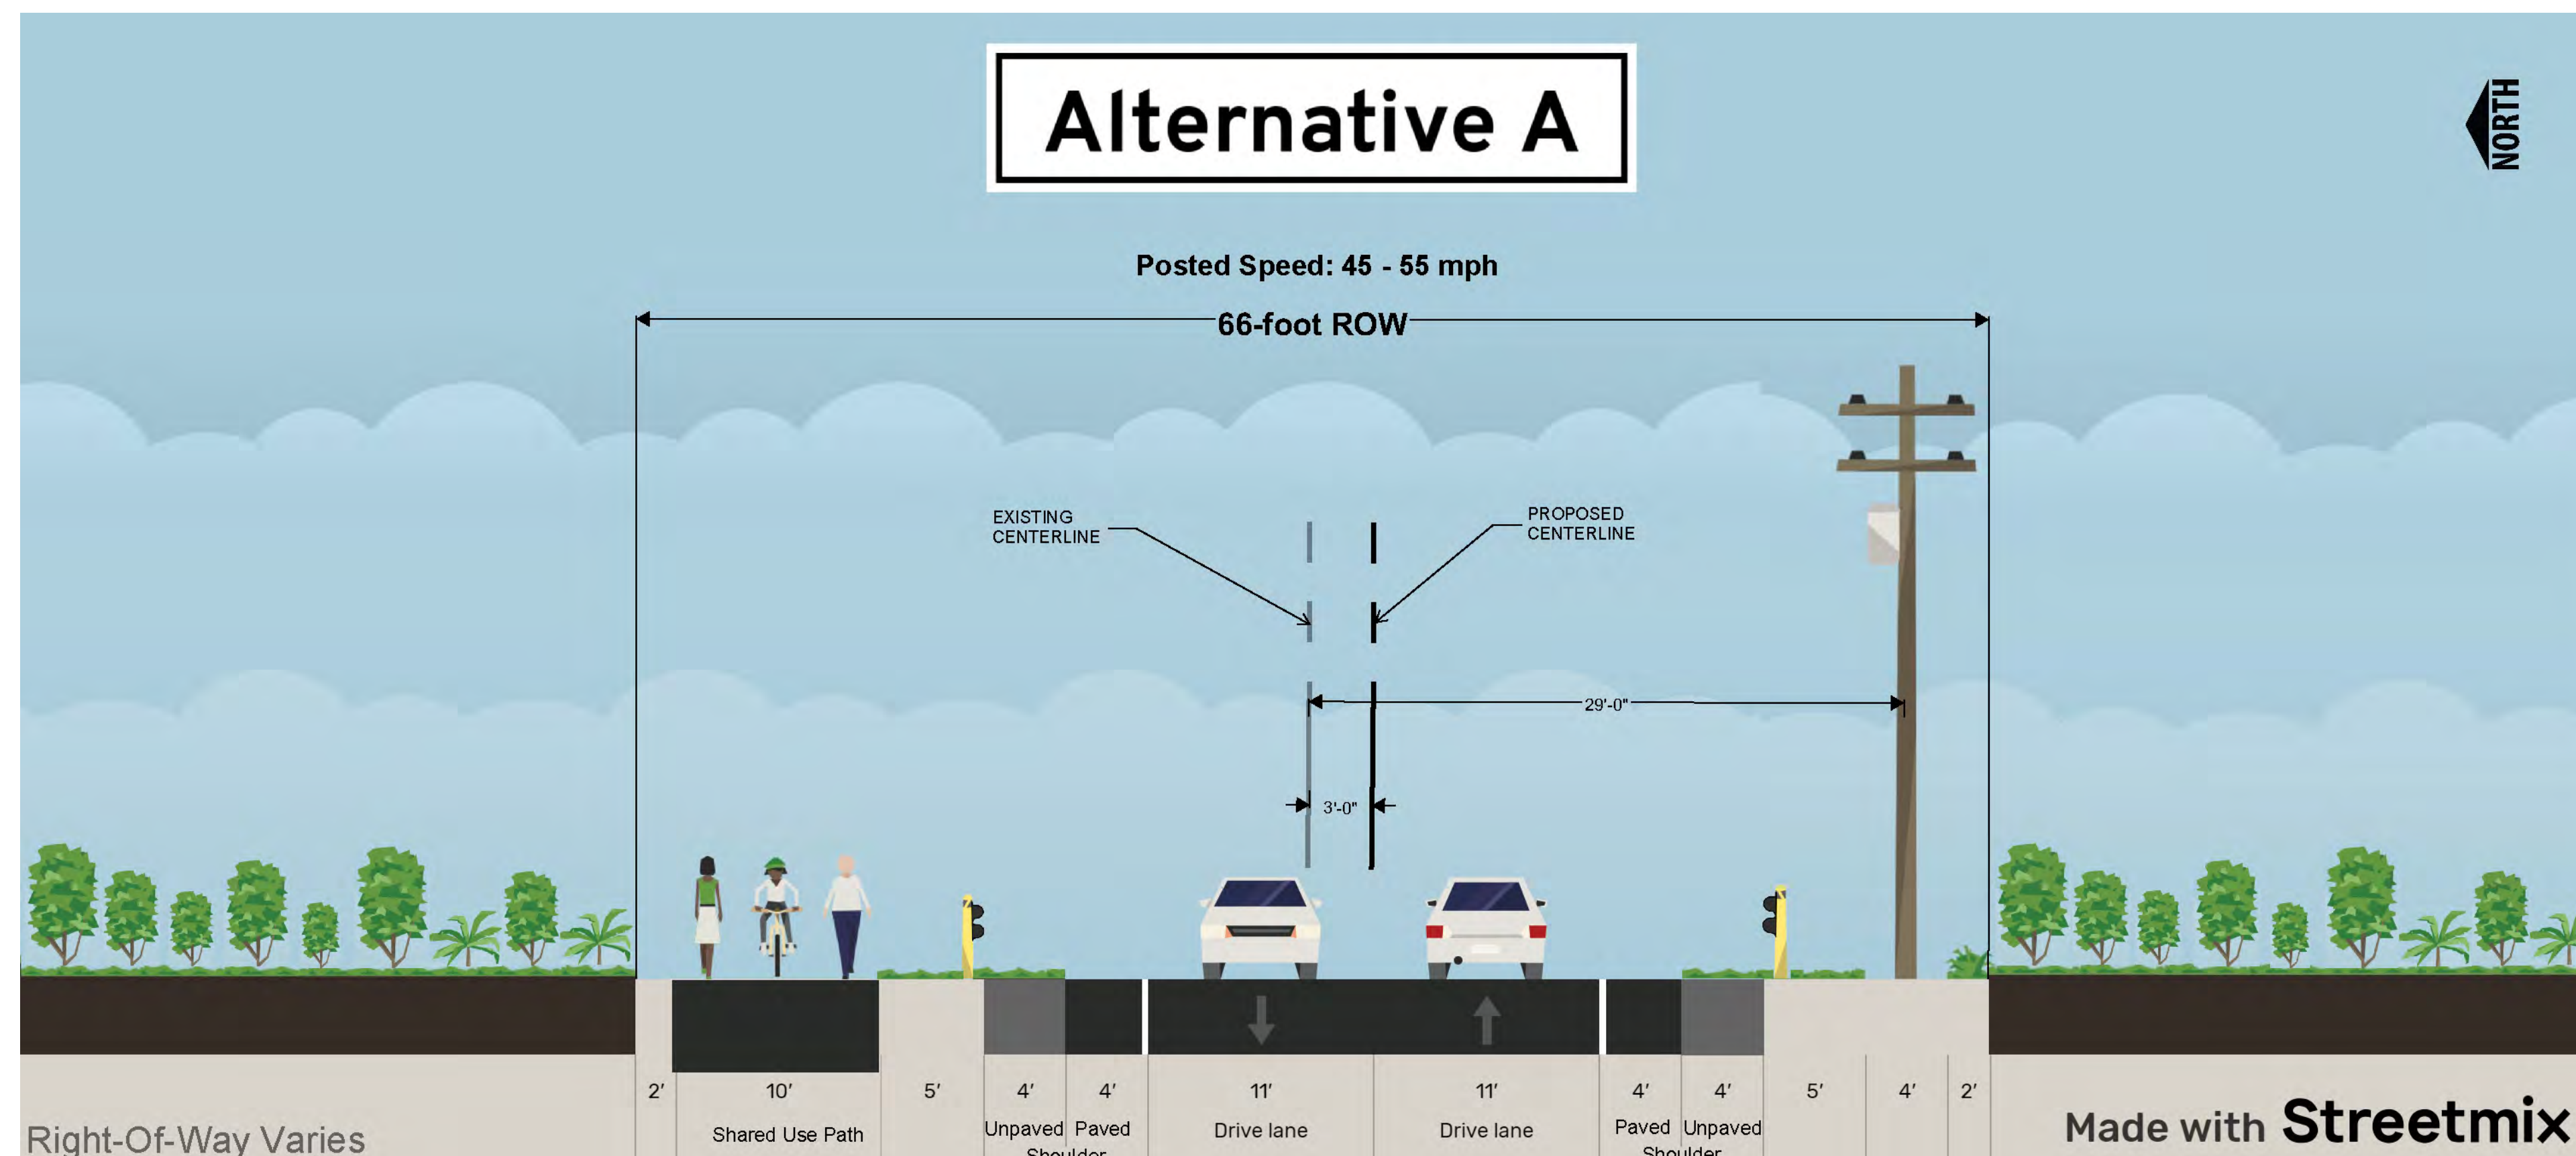 Alternative A
NORTH
Posted Speed: 45 - 55 mph
66-foot ROW
EXISTING
CENTERLINE
PROPOSED
CENTERLINE
29'-0"
3'-0"
2' 10' 5' 4' 4' 11' 11' 4' 4' 5' 4' 2'
Shared Use Path Unpaved Paved Drive lane Drive lane Paved Unpaved
Shoulder Shoulder
Right-Of-Way Varies
Made with Streetmix